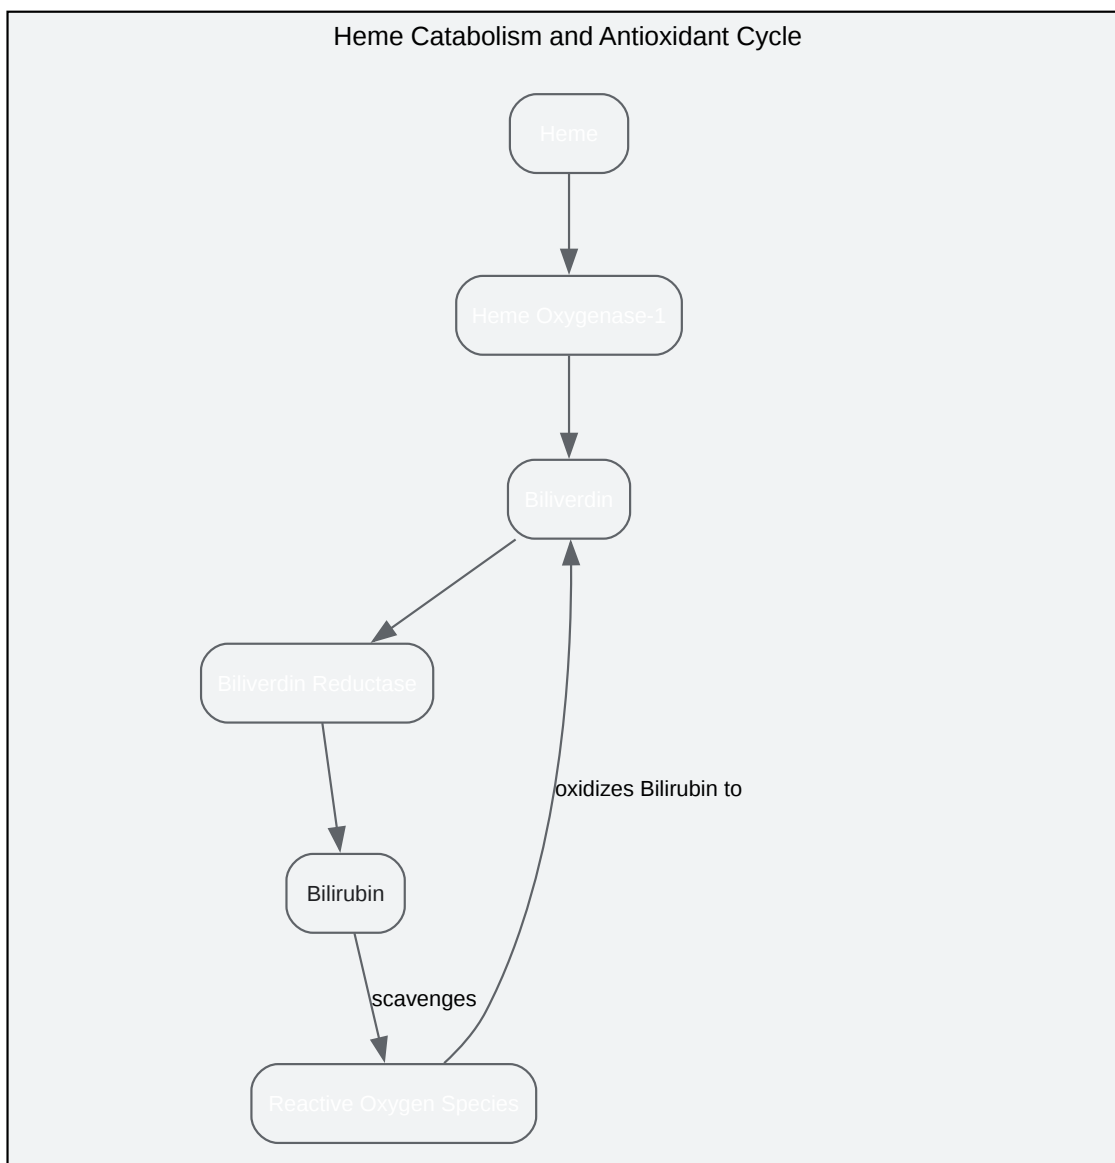 Heme Catabolism and Antioxidant Cycle
Heme
Heme Oxygenase-1
Biliverdin
Biliverdin Reductase
oxidizes Bilirubin to
Bilirubin
scavenges
Reactive Oxygen Species